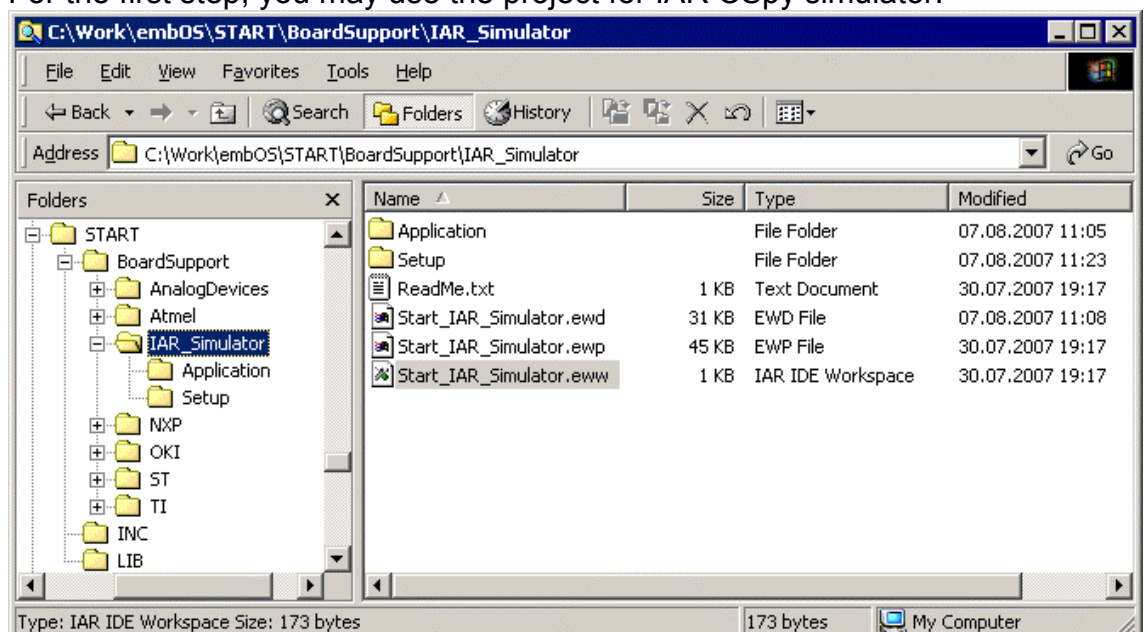 For the first step, you may use the project for IAR CSpy simulator:
C:\Work\embOS\START\BoardSupport\IAR_Simulator
File Edit View Favorites Tools Help
Back Search Folders History
Address C:\Work\embOS\START\BoardSupport\IAR_Simulator Go
Folders x Name Size Type Modified
START
BoardSupport
AnalogDevices
Atmel
IAR_Simulator
Application
Setup
NXP
OKI
ST
TI
INC
LIB
Application File Folder 07.08.2007 11:05
Setup File Folder 07.08.2007 11:23
ReadMe.txt 1 KB Text Document 30.07.2007 19:17
Start_IAR_Simulator.ewd 31 KB EWD File 07.08.2007 11:08
Start_IAR_Simulator.ewp 45 KB EWP File 30.07.2007 19:17
Start_IAR_Simulator.eww 1 KB IAR IDE Workspace 30.07.2007 19:17
Type: IAR IDE Workspace Size: 173 bytes 173 bytes My Computer